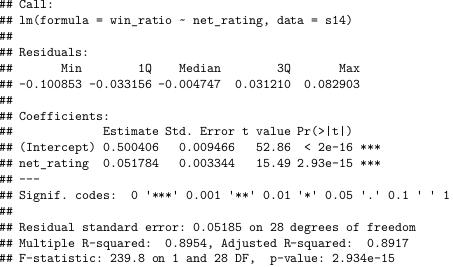 ## Call:
## lm(formula = win_ratio ~ net_rating, data = s14)
##
## Residuals:
##       Min        1Q    Median        3Q       Max
## -0.100853 -0.033156 -0.004747  0.031210  0.082903
##
## Coefficients:
##             Estimate Std. Error t value Pr(>|t|)
## (Intercept) 0.500406   0.009466   52.86  < 2e-16 ***
## net_rating  0.051784   0.003344   15.49 2.93e-15 ***
## ---
## Signif. codes:  0 '***' 0.001 '**' 0.01 '*' 0.05 '.' 0.1 ' ' 1
##
## Residual standard error: 0.05185 on 28 degrees of freedom
## Multiple R-squared:  0.8954, Adjusted R-squared:  0.8917
## F-statistic: 239.8 on 1 and 28 DF,  p-value: 2.934e-15